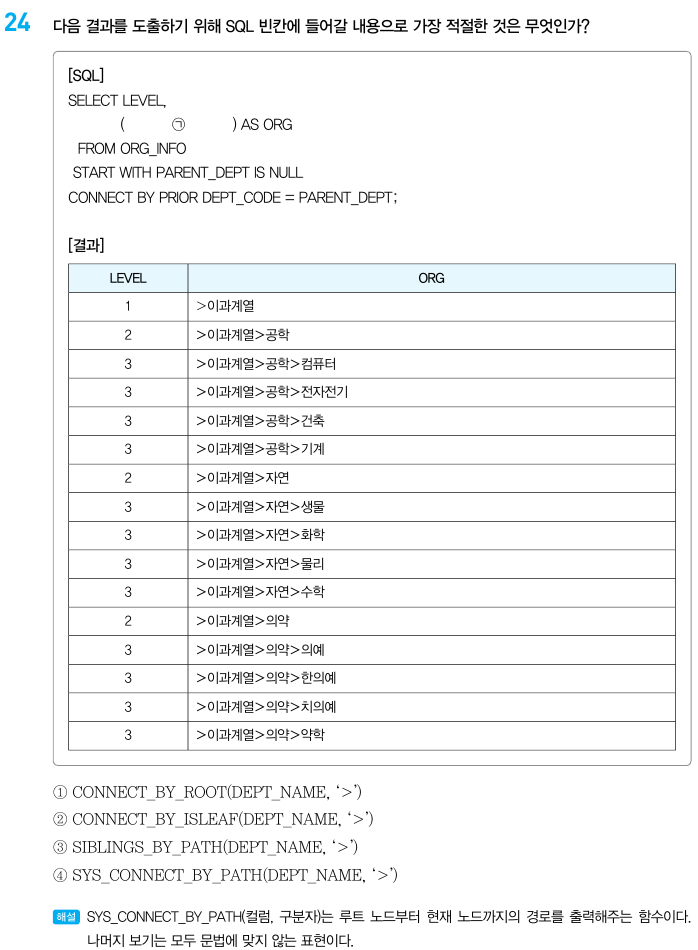 24 다음 결과를 도출하기 위해 SQL 빈칸에 들어갈 내용으로 가장 적절한 것은 무엇인가?
[SQL]
SELECT LEVEL,
( ㉠ ) AS ORG
FROM ORG_INFO
START WITH PARENT_DEPT IS NULL
CONNECT BY PRIOR DEPT_CODE = PARENT_DEPT;
[결과]
LEVEL ORG
1 >이과계열
2 >이과계열>공학
3 >이과계열>공학>컴퓨터
3 >이과계열>공학>전자전기
3 >이과계열>공학>건축
3 >이과계열>공학>기계
2 >이과계열>자연
3 >이과계열>자연>생물
3 >이과계열>자연>화학
3 >이과계열>자연>물리
3 >이과계열>자연>수학
2 >이과계열>의약
3 >이과계열>의약>의예
3 >이과계열>의약>한의예
3 >이과계열>의약>치의예
3 >이과계열>의약>약학
① CONNECT_BY_ROOT(DEPT_NAME, ‘>’)
② CONNECT_BY_ISLEAF(DEPT_NAME, ‘>’)
③ SIBLINGS_BY_PATH(DEPT_NAME, ‘>’)
④ SYS_CONNECT_BY_PATH(DEPT_NAME, ‘>’)
해설 SYS_CONNECT_BY_PATH(컬럼, 구분자)는 루트 노드부터 현재 노드까지의 경로를 출력해주는 함수이다.
나머지 보기는 모두 문법에 맞지 않는 표현이다.